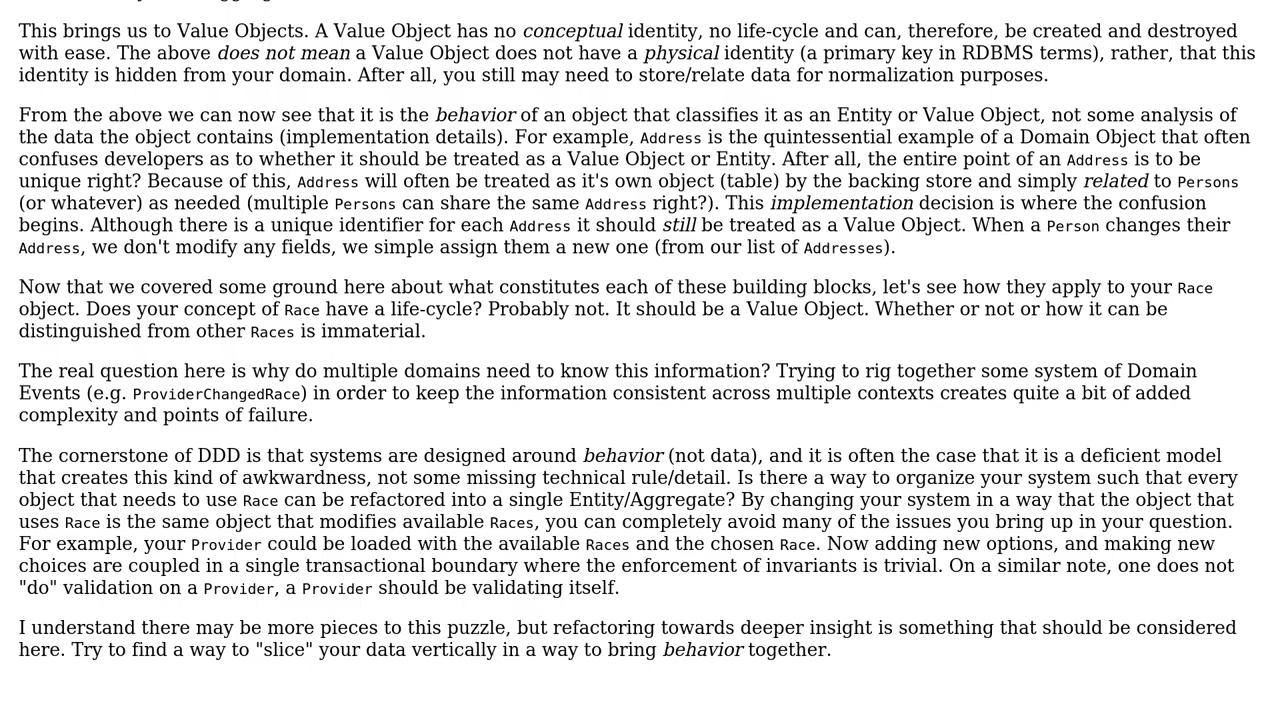 This brings us to Value Objects. A Value Object has no conceptual identity, no life-cycle and can, therefore, be created and destroyed
with ease. The above does not mean a Value Object does not have a physical identity (a primary key in RDBMS terms), rather, that this
identity is hidden from your domain. After all, you still may need to store/relate data for normalization purposes.
From the above we can now see that it is the behavior of an object that classifies it as an Entity or Value Object, not some analysis of
the data the object contains (implementation details). For example, Address is the quintessential example of a Domain Object that often
confuses developers as to whether it should be treated as a Value Object or Entity. After all, the entire point of an Address is to be
unique right? Because of this, Address will often be treated as it's own object (table) by the backing store and simply related to Persons
(or whatever) as needed (multiple Persons can share the same Address right?). This implementation decision is where the confusion
begins. Although there is a unique identifier for each Address it should still be treated as a Value Object. When a Person changes their
Address, we don't modify any fields, we simple assign them a new one (from our list of Addresses).
Now that we covered some ground here about what constitutes each of these building blocks, let's see how they apply to your Race
object. Does your concept of Race have a life-cycle? Probably not. It should be a Value Object. Whether or not or how it can be
distinguished from other Races is immaterial.
The real question here is why do multiple domains need to know this information? Trying to rig together some system of Domain
Events (e.g. ProviderChangedRace) in order to keep the information consistent across multiple contexts creates quite a bit of added
complexity and points of failure.
The cornerstone of DDD is that systems are designed around behavior (not data), and it is often the case that it is a deficient model
that creates this kind of awkwardness, not some missing technical rule/detail. Is there a way to organize your system such that every
object that needs to use Race can be refactored into a single Entity/Aggregate? By changing your system in a way that the object that
uses Race is the same object that modifies available Races, you can completely avoid many of the issues you bring up in your question.
For example, your Provider could be loaded with the available Races and the chosen Race. Now adding new options, and making new
choices are coupled in a single transactional boundary where the enforcement of invariants is trivial. On a similar note, one does not
"do" validation on a Provider, a Provider should be validating itself.
I understand there may be more pieces to this puzzle, but refactoring towards deeper insight is something that should be considered
here. Try to find a way to "slice" your data vertically in a way to bring behavior together.